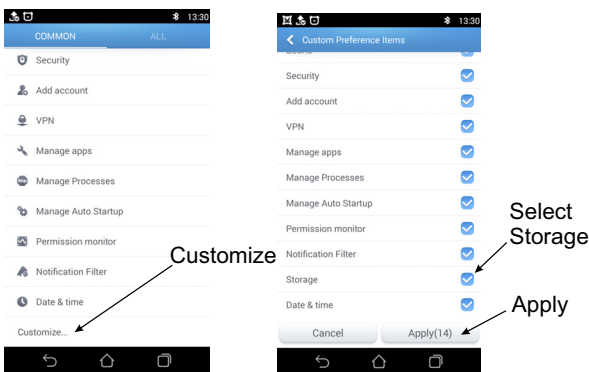 13:30
COMMON ALL
Security
Add account
VPN
Manage apps
Stop
Manage Processes
Manage Auto Startup
Permission monitor
Notification Filter
Date & time
Customize...
Customize
13:30
Custom Preference Items
Security
Add account
VPN
Manage apps
Manage Processes
Manage Auto Startup
Permission monitor
Notification Filter
Storage
Date & time
Cancel Apply(14)
Select
Storage
Apply